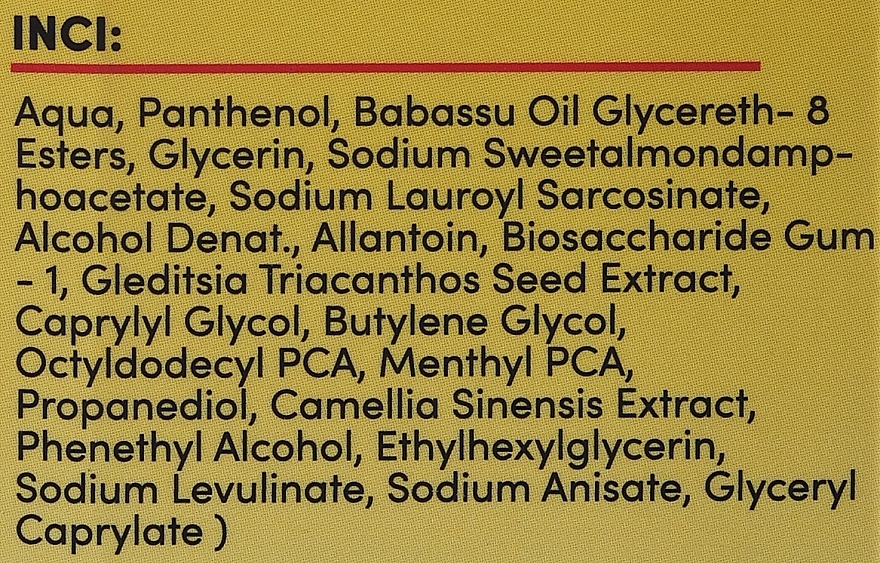 INCI:
Aqua, Panthenol, Babassu Oil Glycereth- 8
Esters, Glycerin, Sodium Sweetalmondamp-
hoacetate, Sodium Lauroyl Sarcosinate,
Alcohol Denat., Allantoin, Biosaccharide Gum
- 1, Gleditsia Triacanthos Seed Extract,
Caprylyl Glycol, Butylene Glycol,
Octyldodecyl PCA, Menthyl PCA,
Propanediol, Camellia Sinensis Extract,
Phenethyl Alcohol, Ethylhexylglycerin,
Sodium Levulinate, Sodium Anisate, Glyceryl
Caprylate )